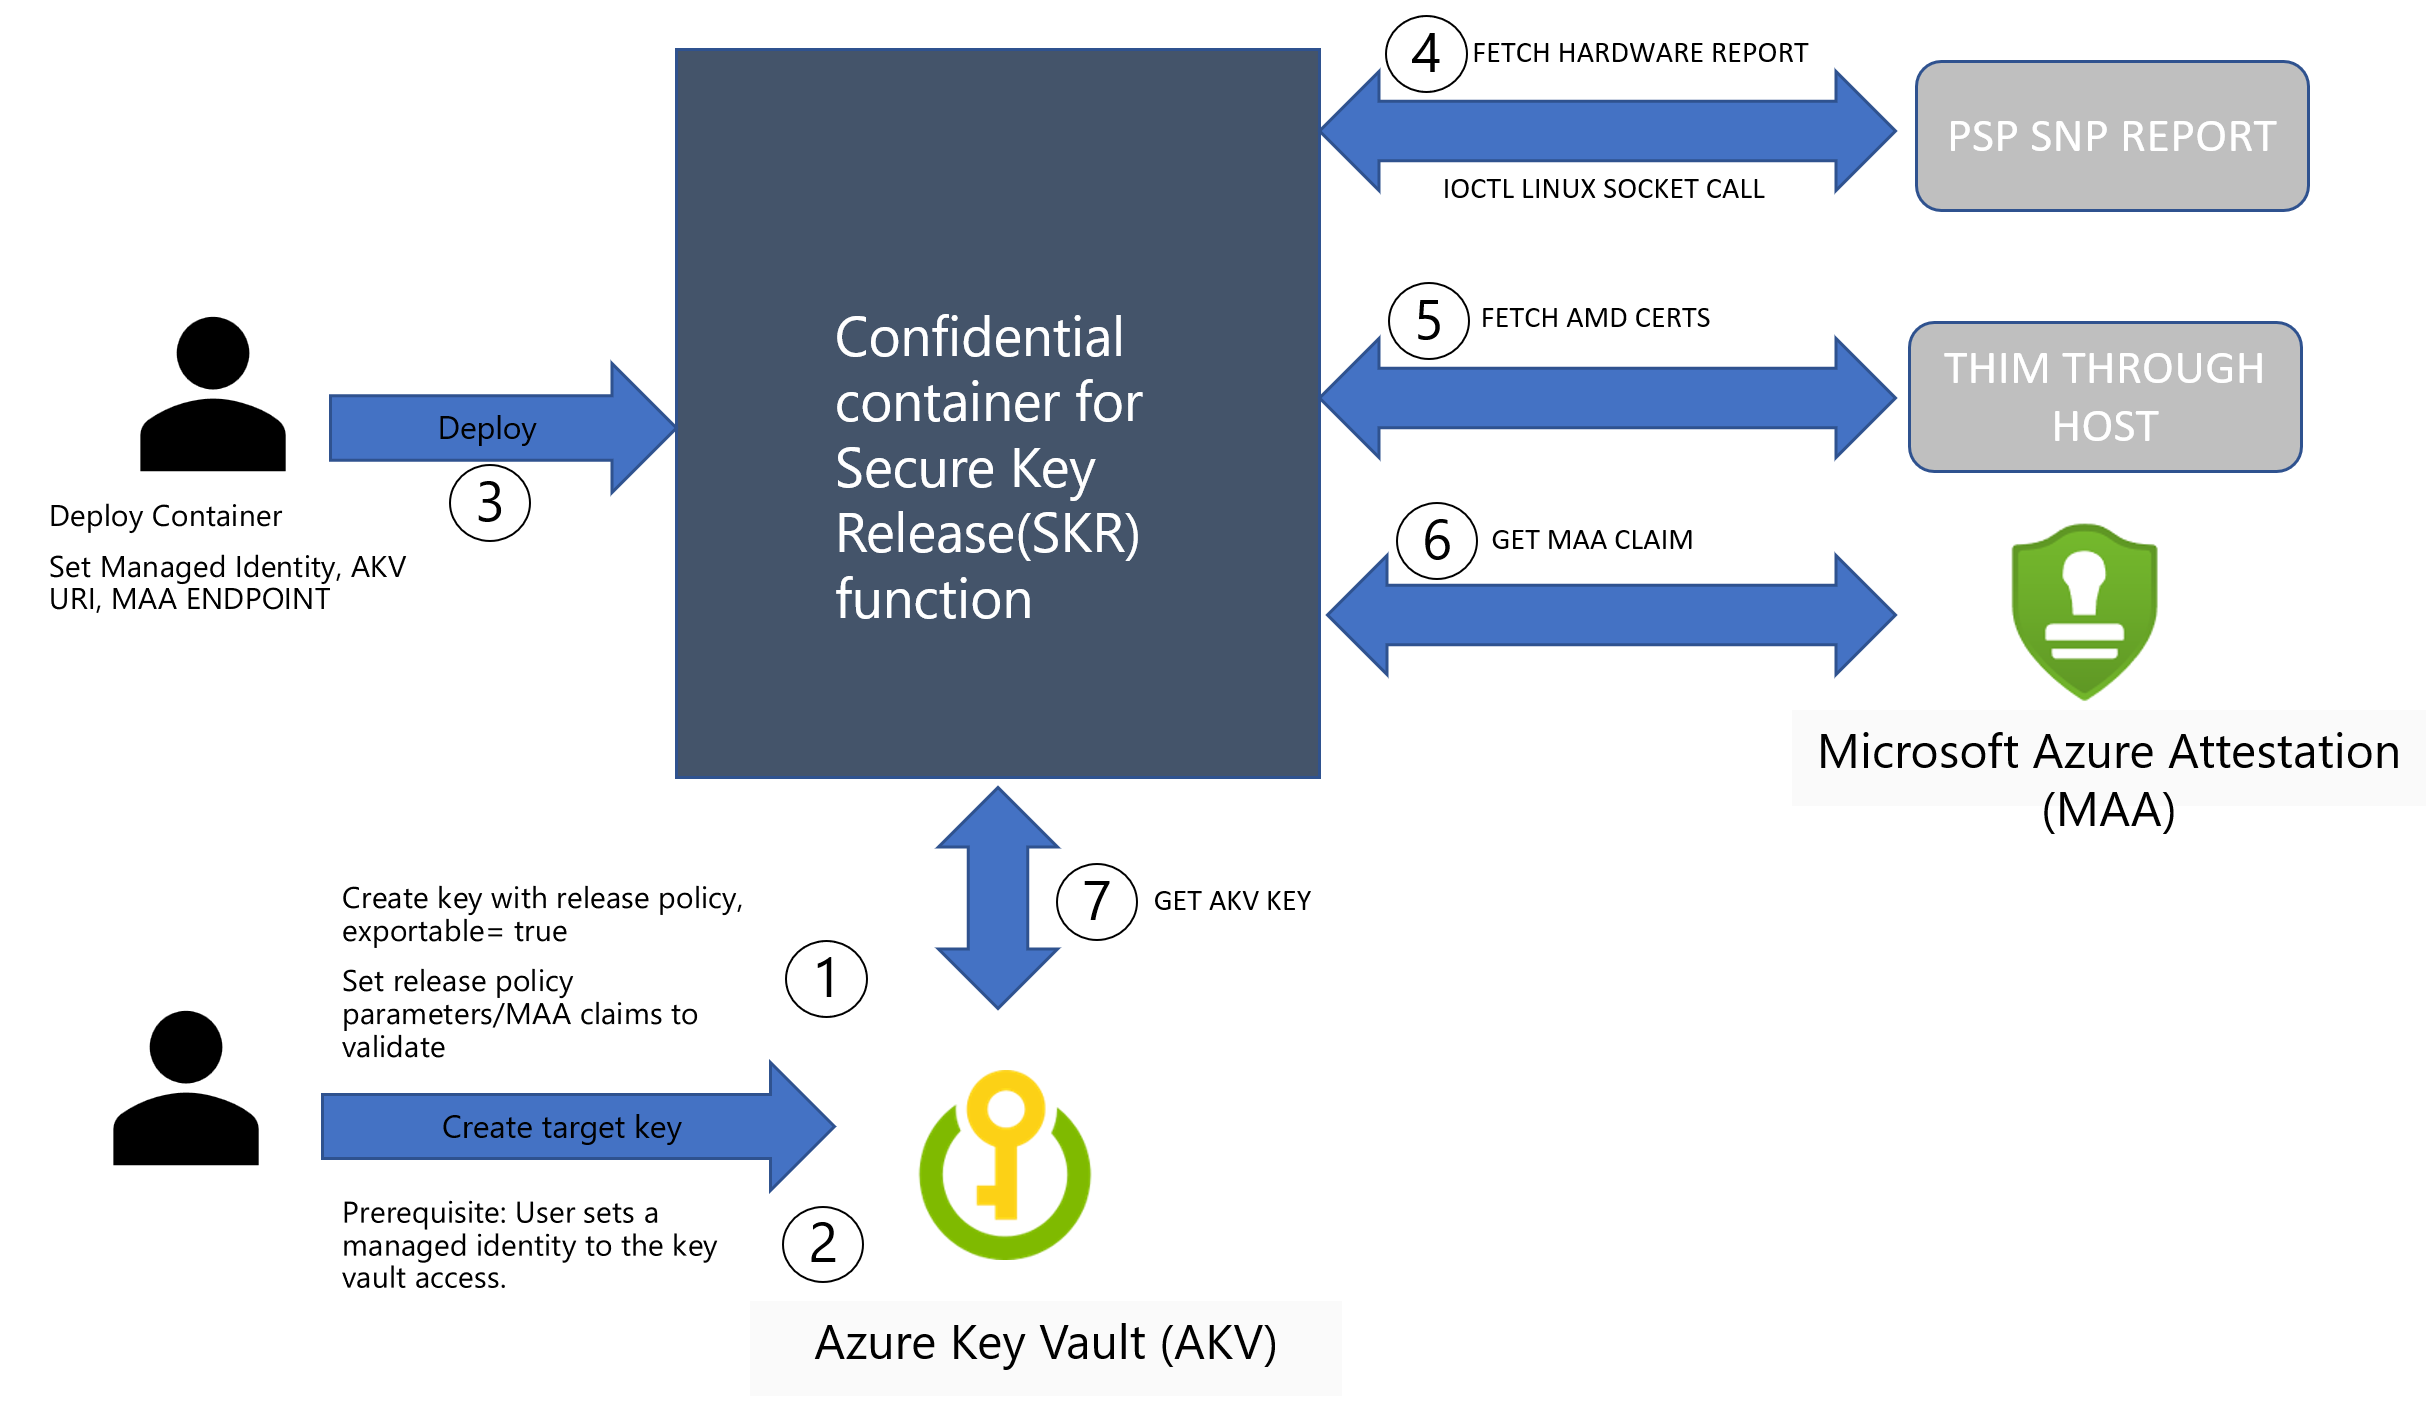 4
FETCH HARDWARE REPORT
PSP SNP REPORT
IOCTL LINUX SOCKET CALL
5
FETCH AMD CERTS
THIM THROUGH
HOST
Confidential
container for
Secure Key
Release(SKR)
function
Deploy
3
Deploy Container
Set Managed Identity, AKV
URI, MAA ENDPOINT
6
GET MAA CLAIM
Microsoft Azure Attestation
(MAA)
7
GET AKV KEY
Create key with release policy,
exportable= true
Set release policy
parameters/MAA claims to
validate
1
Create target key
Prerequisite: User sets a
managed identity to the key
vault access.
2
Azure Key Vault (AKV)